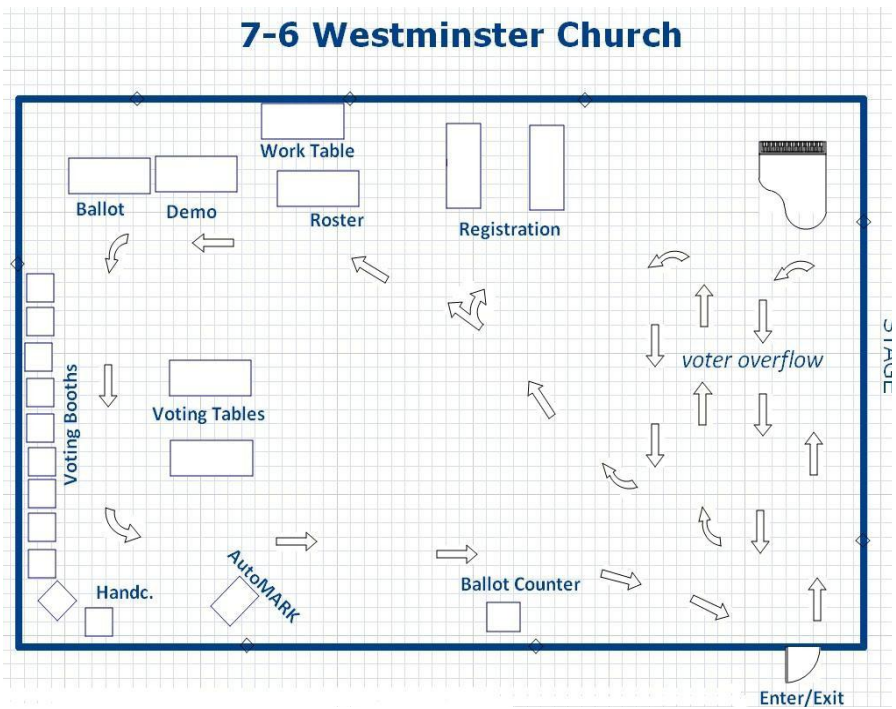 7-6 Westminster Church
Work Table
Ballot
Demo
Roster
Registration
STAGE
voter overflow
Voting Booths
Voting Tables
AutoMARK
Handc.
Ballot Counter
Enter/Exit